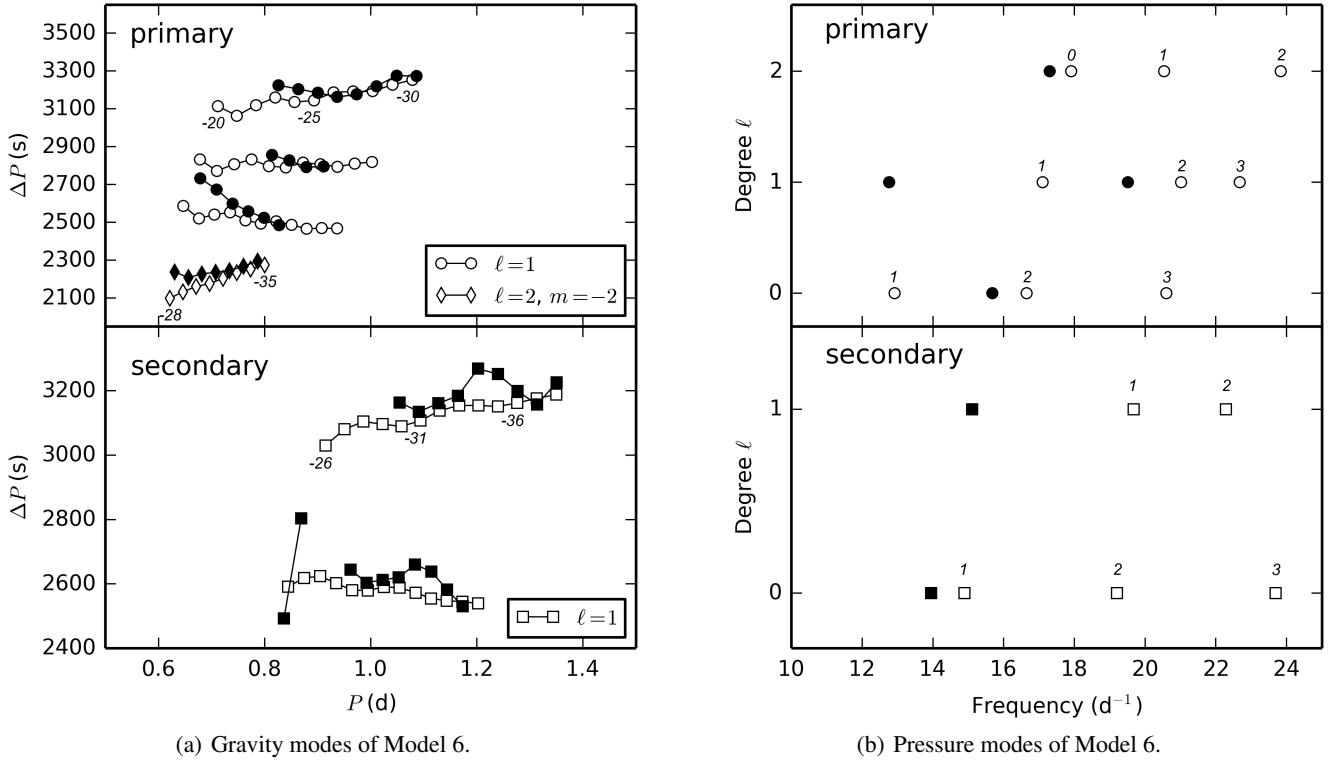 3500
3300
3100
2900
2700
2500
2300
2100
ΔP (s)
primary
-20
-25
-30
-28
-35
ℓ=1
ℓ=2, m=−2
secondary
3200
3000
2800
2600
2400
ΔP (s)
-26
-31
-36
ℓ=1
0.6 0.8 1.0 1.2 1.4
P (d)
(a) Gravity modes of Model 6.
primary
2
1
0
Degree ℓ
0 1 2
1 2 3
1 2 3
secondary
1
0
Degree ℓ
1 2
1 2 3
10 12 14 16 18 20 22 24
Frequency (d⁻¹)
(b) Pressure modes of Model 6.